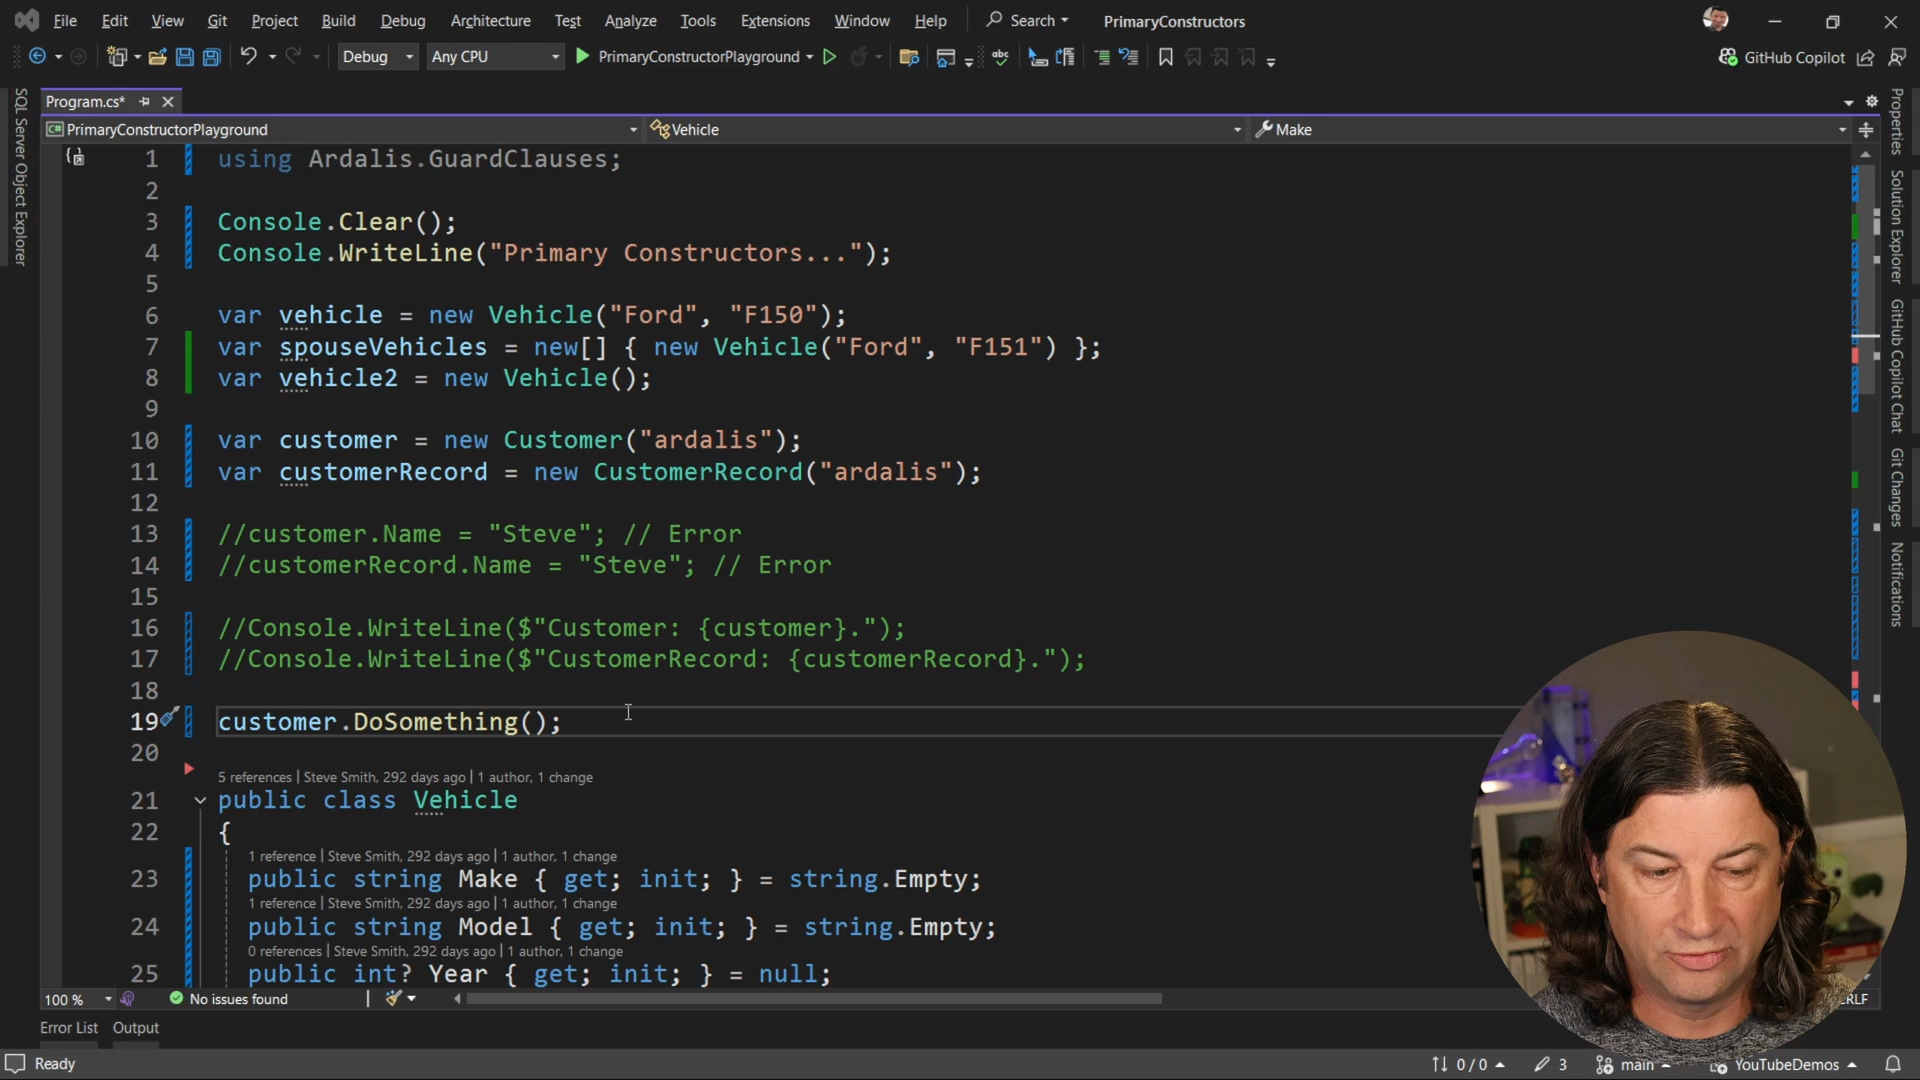 File Edit View Git Project Build Debug Architecture Test Analyze Tools Extensions Window Help Search PrimaryConstructors
Debug Any CPU PrimaryConstructorPlayground GitHub Copilot
Program.cs*
PrimaryConstructorPlayground Vehicle Make
1 using Ardalis.GuardClauses;
2
3 Console.Clear();
4 Console.WriteLine("Primary Constructors...");
5
6 var vehicle = new Vehicle("Ford", "F150");
7 var spouseVehicles = new[] { new Vehicle("Ford", "F151") };
8 var vehicle2 = new Vehicle();
9
10 var customer = new Customer("ardalis");
11 var customerRecord = new CustomerRecord("ardalis");
12
13 //customer.Name = "Steve"; // Error
14 //customerRecord.Name = "Steve"; // Error
15
16 //Console.WriteLine($"Customer: {customer}.");
17 //Console.WriteLine($"CustomerRecord: {customerRecord}.");
18
19 customer.DoSomething();
20
5 references | Steve Smith, 292 days ago | 1 author, 1 change
21 public class Vehicle
22 {
1 reference | Steve Smith, 292 days ago | 1 author, 1 change
23 public string Make { get; init; } = string.Empty;
1 reference | Steve Smith, 292 days ago | 1 author, 1 change
24 public string Model { get; init; } = string.Empty;
0 references | Steve Smith, 292 days ago | 1 author, 1 change
25 public int? Year { get; init; } = null;
100 % No issues found CRLF
Error List Output
Ready 0 / 0 3 main YouTubeDemos
SQL Server Object Explorer
Properties
Solution Explorer
GitHub Copilot Chat
Git Changes
Notifications